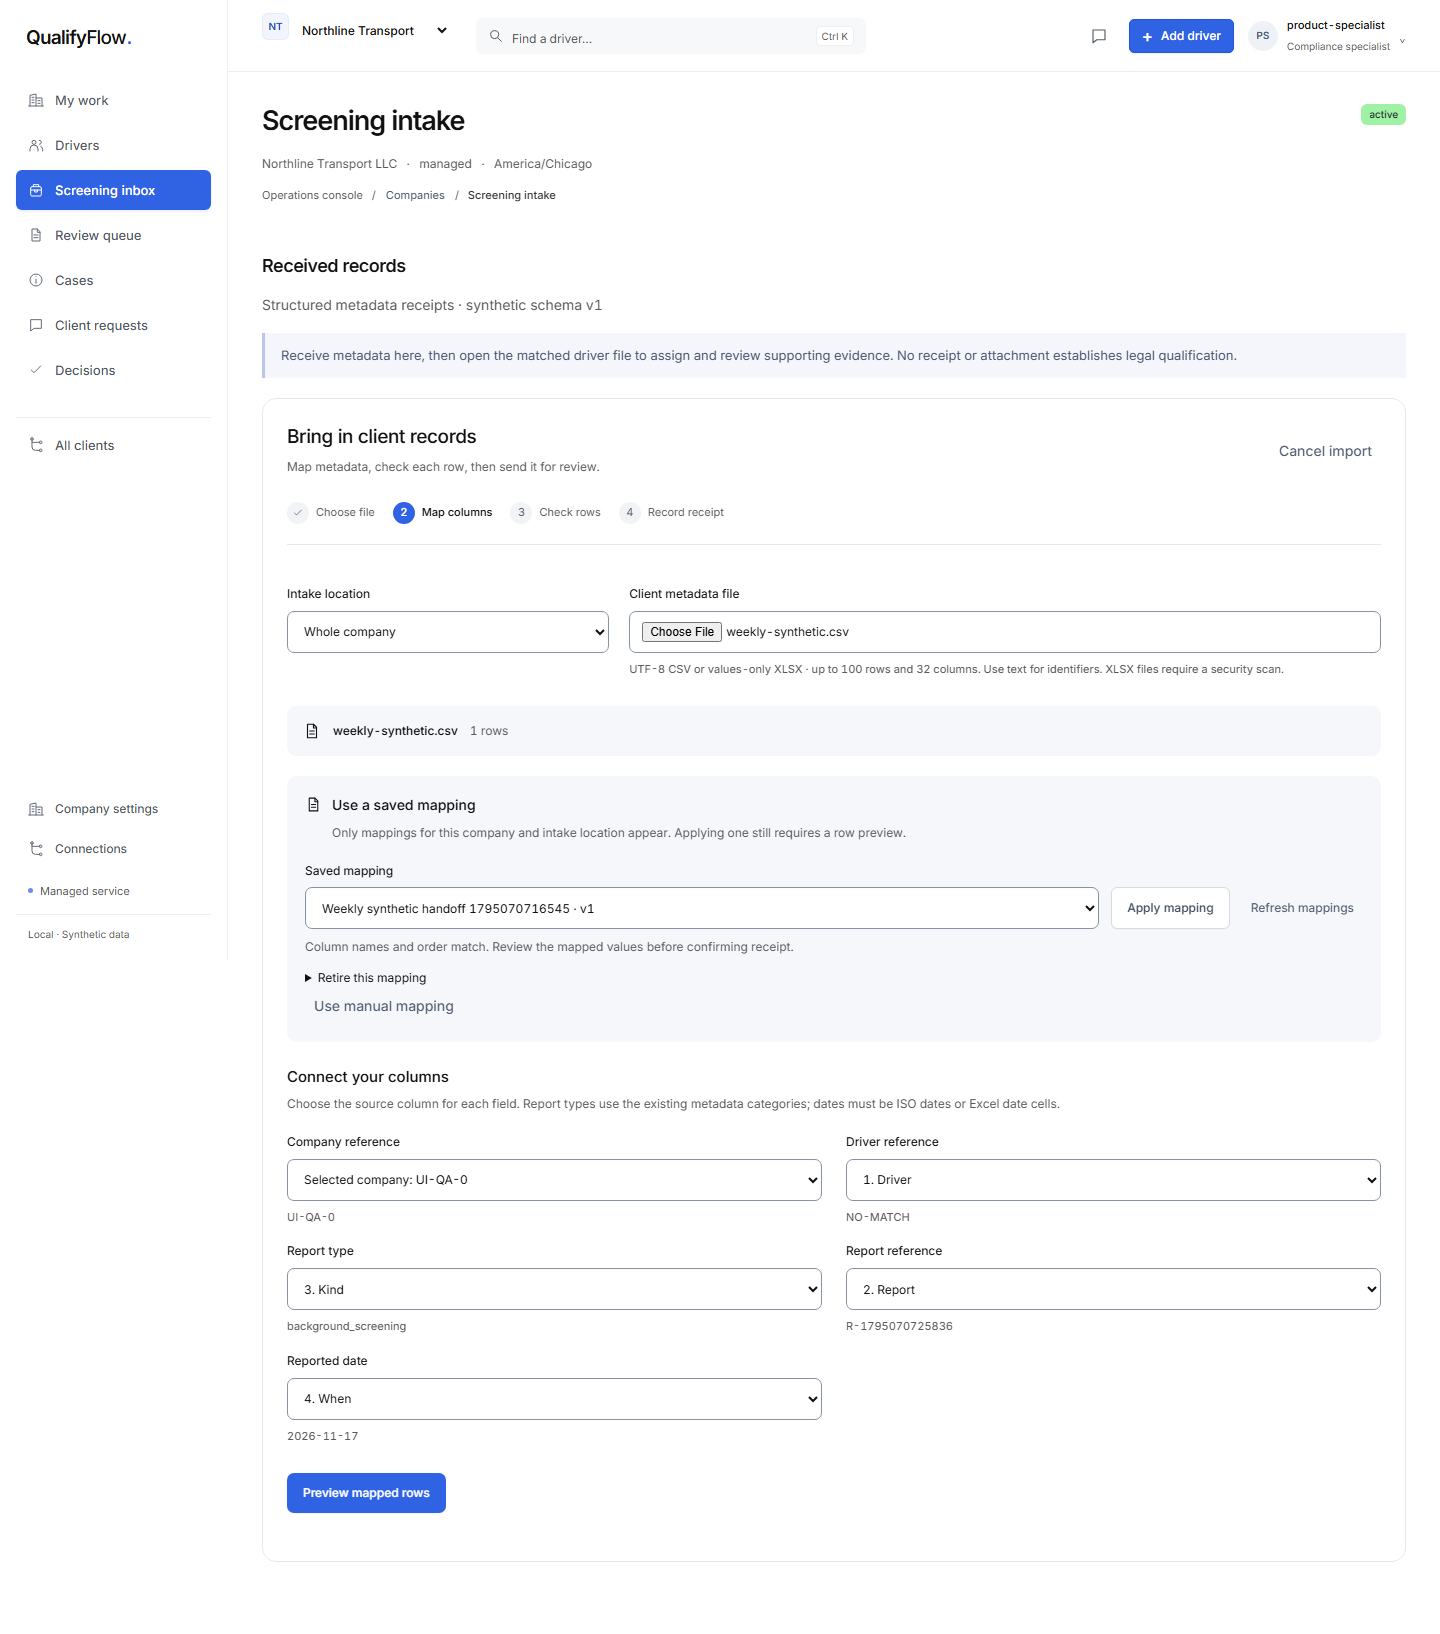 QualifyFlow.
My work
Drivers
Screening inbox
Review queue
Cases
Client requests
Decisions
All clients
Company settings
Connections
Managed service
Local · Synthetic data
NT
Northline Transport
Find a driver...
Ctrl K
+ Add driver
PS
product-specialist
Compliance specialist
Screening intake
active
Northline Transport LLC · managed · America/Chicago
Operations console / Companies / Screening intake
Received records
Structured metadata receipts · synthetic schema v1
Receive metadata here, then open the matched driver file to assign and review supporting evidence. No receipt or attachment establishes legal qualification.
Bring in client records
Map metadata, check each row, then send it for review.
Cancel import
Choose file
2 Map columns
3 Check rows
4 Record receipt
Intake location
Whole company
Client metadata file
Choose File weekly-synthetic.csv
UTF-8 CSV or values-only XLSX · up to 100 rows and 32 columns. Use text for identifiers. XLSX files require a security scan.
weekly-synthetic.csv 1 rows
Use a saved mapping
Only mappings for this company and intake location appear. Applying one still requires a row preview.
Saved mapping
Weekly synthetic handoff 1795070716545 · v1
Apply mapping
Refresh mappings
Column names and order match. Review the mapped values before confirming receipt.
Retire this mapping
Use manual mapping
Connect your columns
Choose the source column for each field. Report types use the existing metadata categories; dates must be ISO dates or Excel date cells.
Company reference
Selected company: UI-QA-0
UI-QA-0
Driver reference
1. Driver
NO-MATCH
Report type
3. Kind
background_screening
Report reference
2. Report
R-1795070725836
Reported date
4. When
2026-11-17
Preview mapped rows